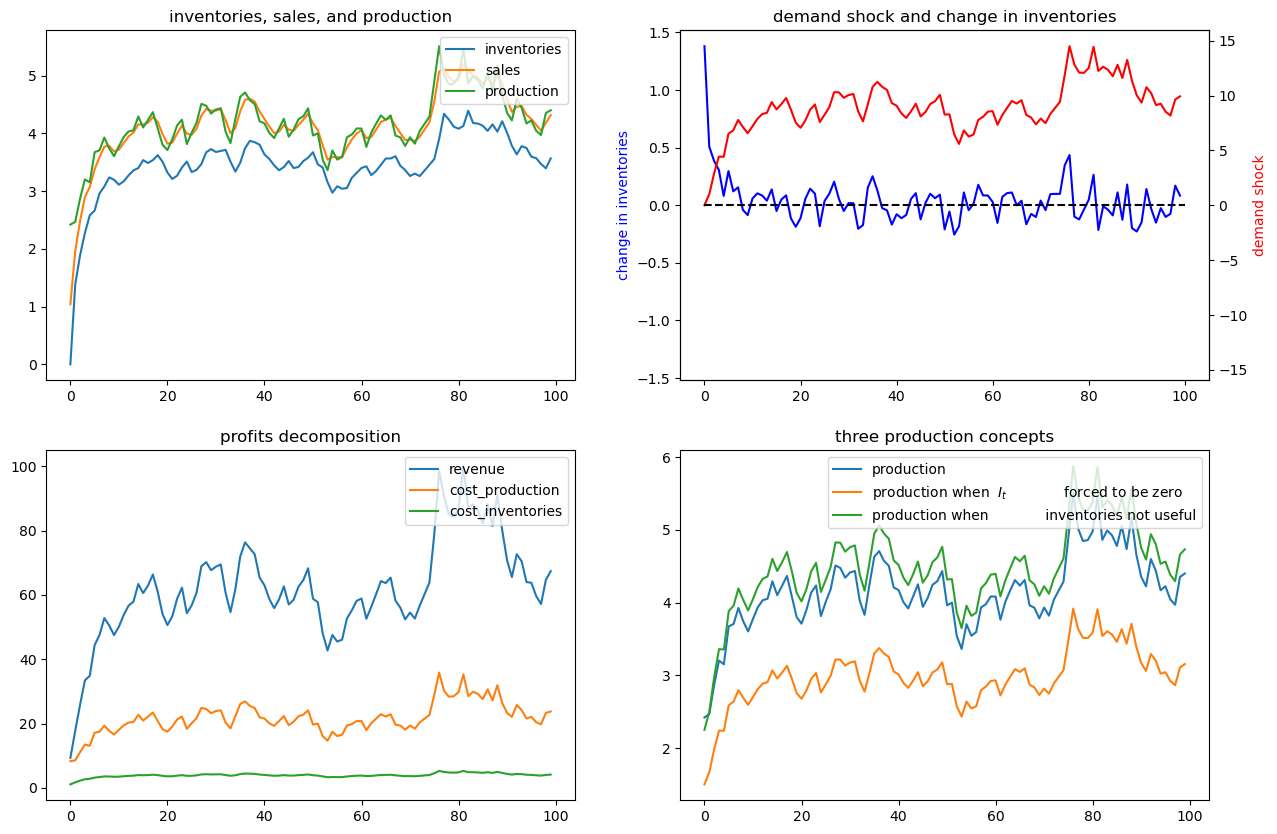 inventories, sales, and production
inventories
sales
production
5
4
3
2
1
0
0 20 40 60 80 100
demand shock and change in inventories
change in inventories
1.5
1.0
0.5
0.0
−0.5
−1.0
−1.5
15
10
5
0
−5
−10
−15
demand shock
0 20 40 60 80 100
profits decomposition
revenue
cost_production
cost_inventories
100
80
60
40
20
0
0 20 40 60 80 100
three production concepts
production
production when I_t forced to be zero
production when inventories not useful
6
5
4
3
2
0 20 40 60 80 100